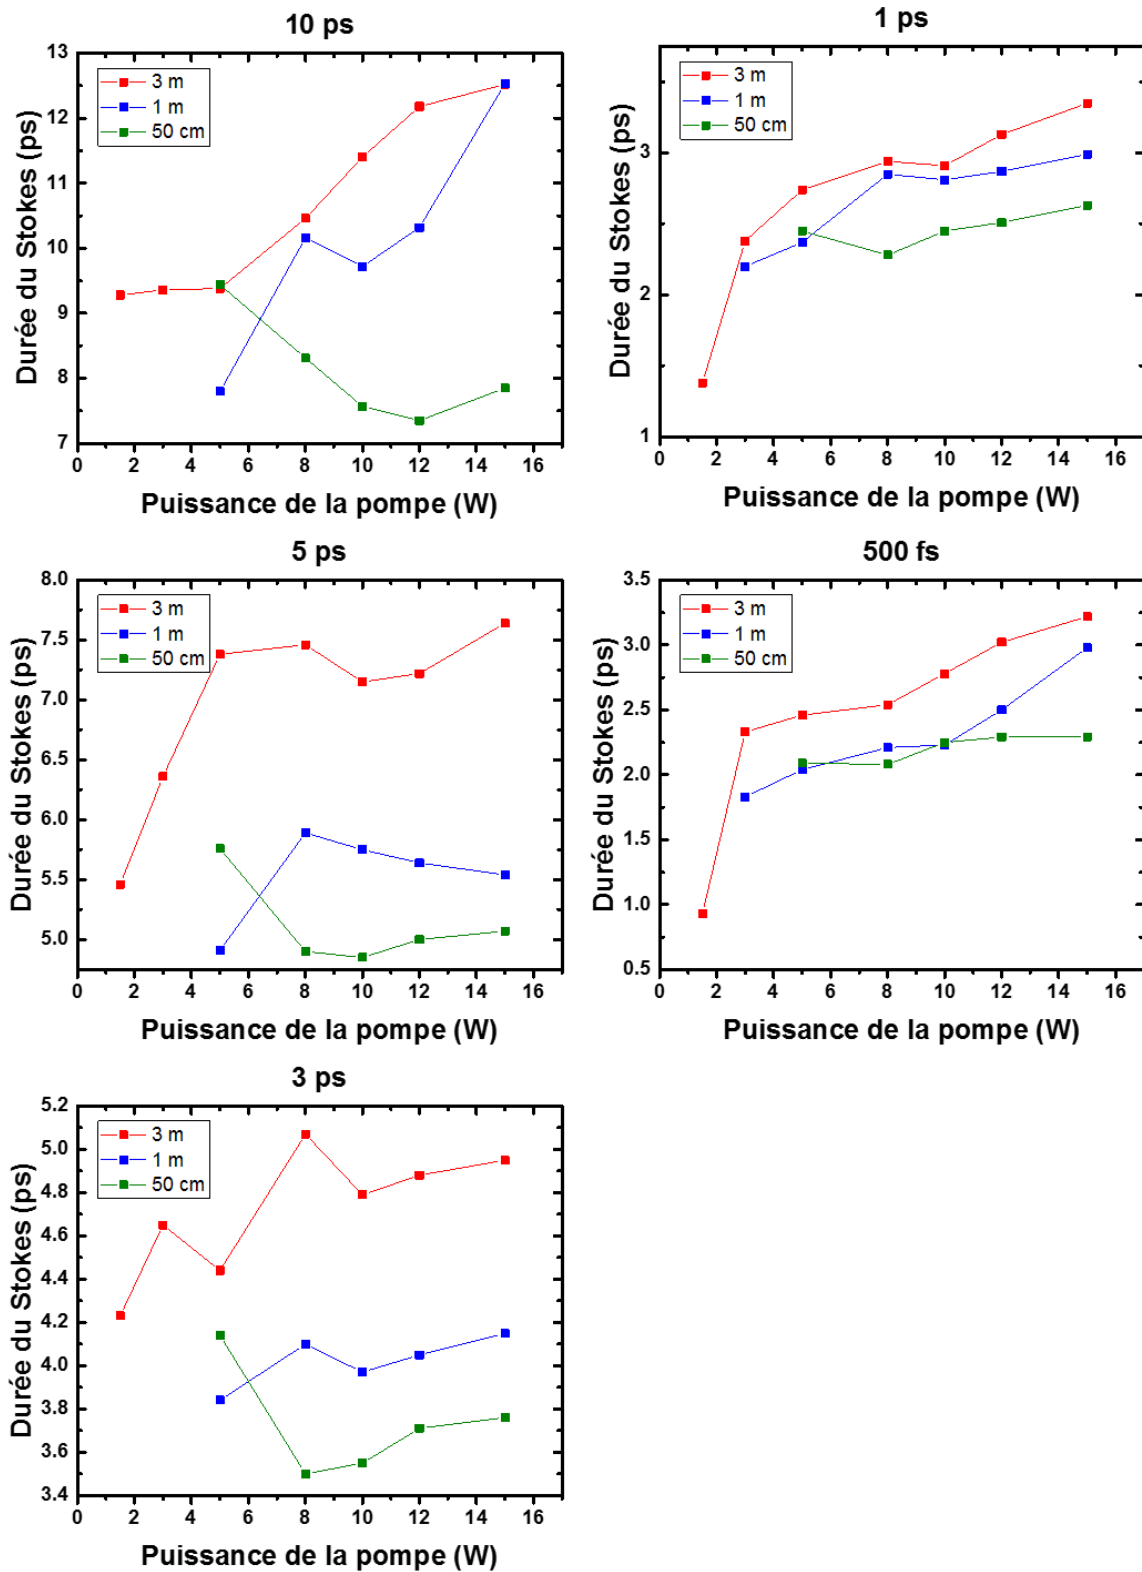 10 ps
13
12
11
10
9
8
7
Durée du Stokes (ps)
3 m
1 m
50 cm
0 2 4 6 8 10 12 14 16
Puissance de la pompe (W)
1 ps
3
2
1
Durée du Stokes (ps)
3 m
1 m
50 cm
0 2 4 6 8 10 12 14 16
Puissance de la pompe (W)
5 ps
8.0
7.5
7.0
6.5
6.0
5.5
5.0
Durée du Stokes (ps)
3 m
1 m
50 cm
0 2 4 6 8 10 12 14 16
Puissance de la pompe (W)
500 fs
3.5
3.0
2.5
2.0
1.5
1.0
0.5
Durée du Stokes (ps)
3 m
1 m
50 cm
0 2 4 6 8 10 12 14 16
Puissance de la pompe (W)
3 ps
5.2
5.0
4.8
4.6
4.4
4.2
4.0
3.8
3.6
3.4
Durée du Stokes (ps)
3 m
1 m
50 cm
0 2 4 6 8 10 12 14 16
Puissance de la pompe (W)